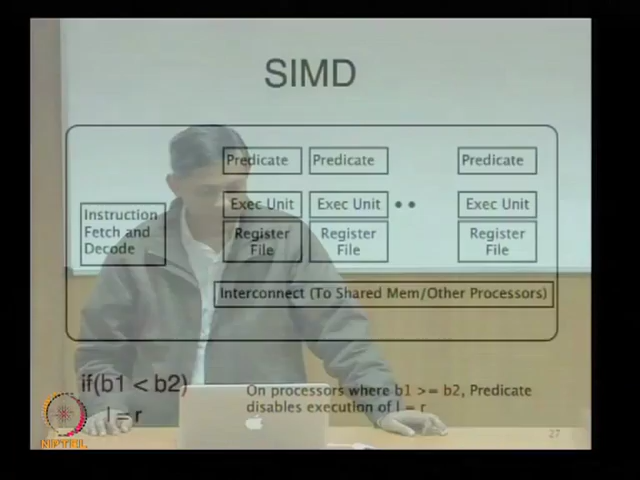 SIMD
Predicate Predicate Predicate
Exec Unit Exec Unit •• Exec Unit
Instruction
Fetch and
Decode
Register
File
Register
File
Register
File
Interconnect (To Shared Mem/Other Processors)
if(b1 < b2)
l = r
On processors where b1 >= b2, Predicate
disables execution of l = r
NPTEL
27